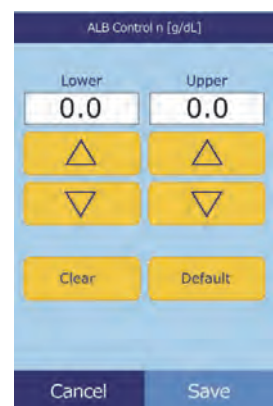 ALB Control n [g/dL]
Lower Upper
0.0 0.0
Clear Default
Cancel Save